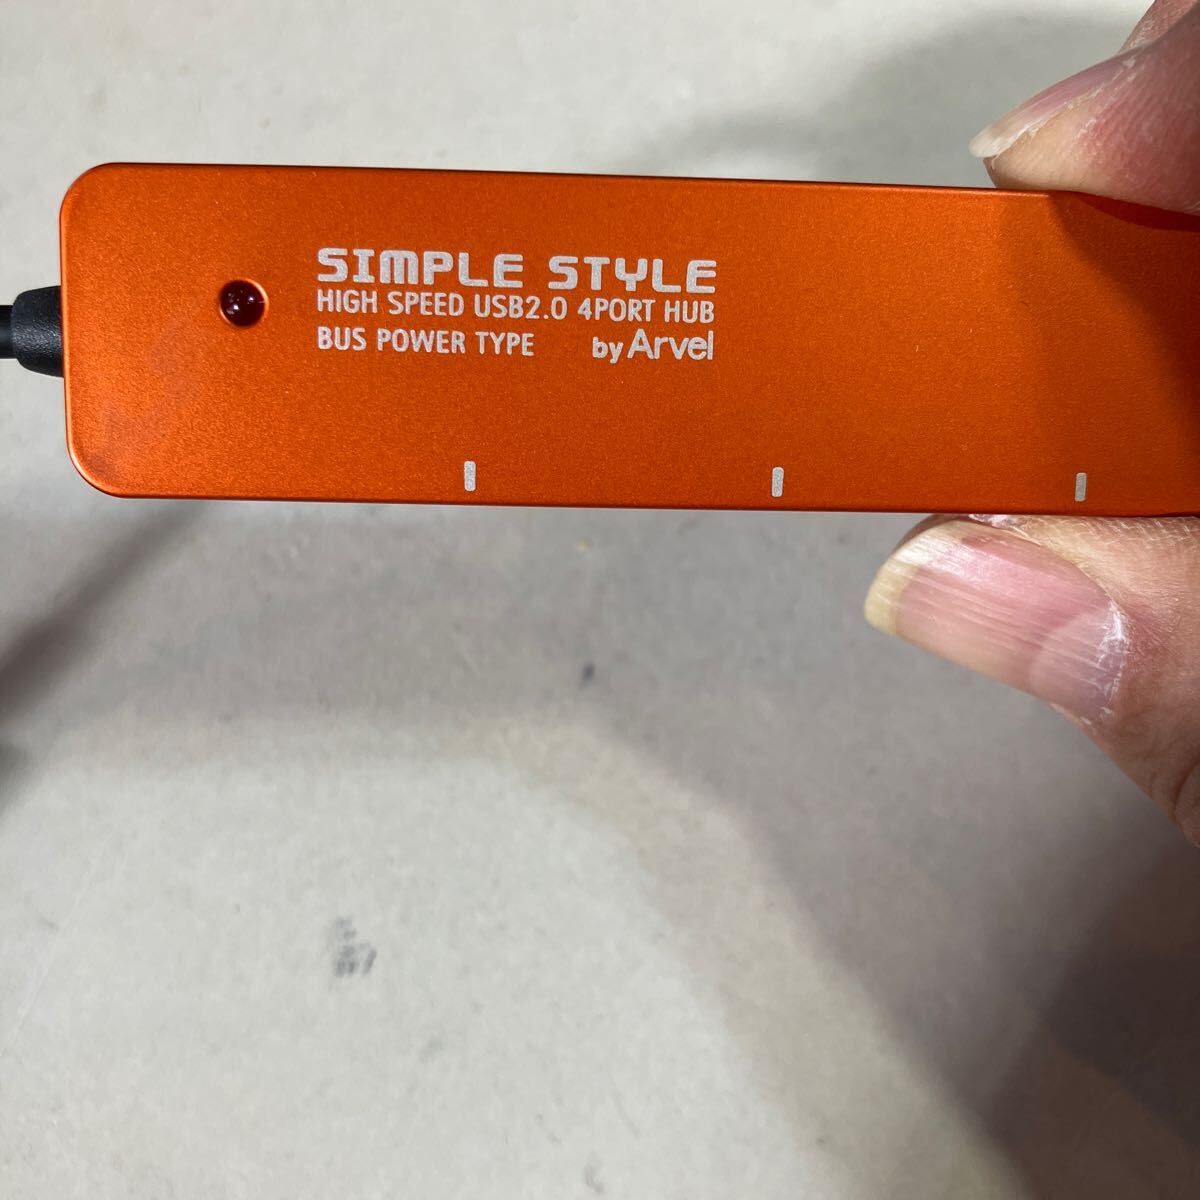 SIMPLE STYLE
HIGH SPEED USB2.0 4PORT HUB
BUS POWER TYPE by Arvel